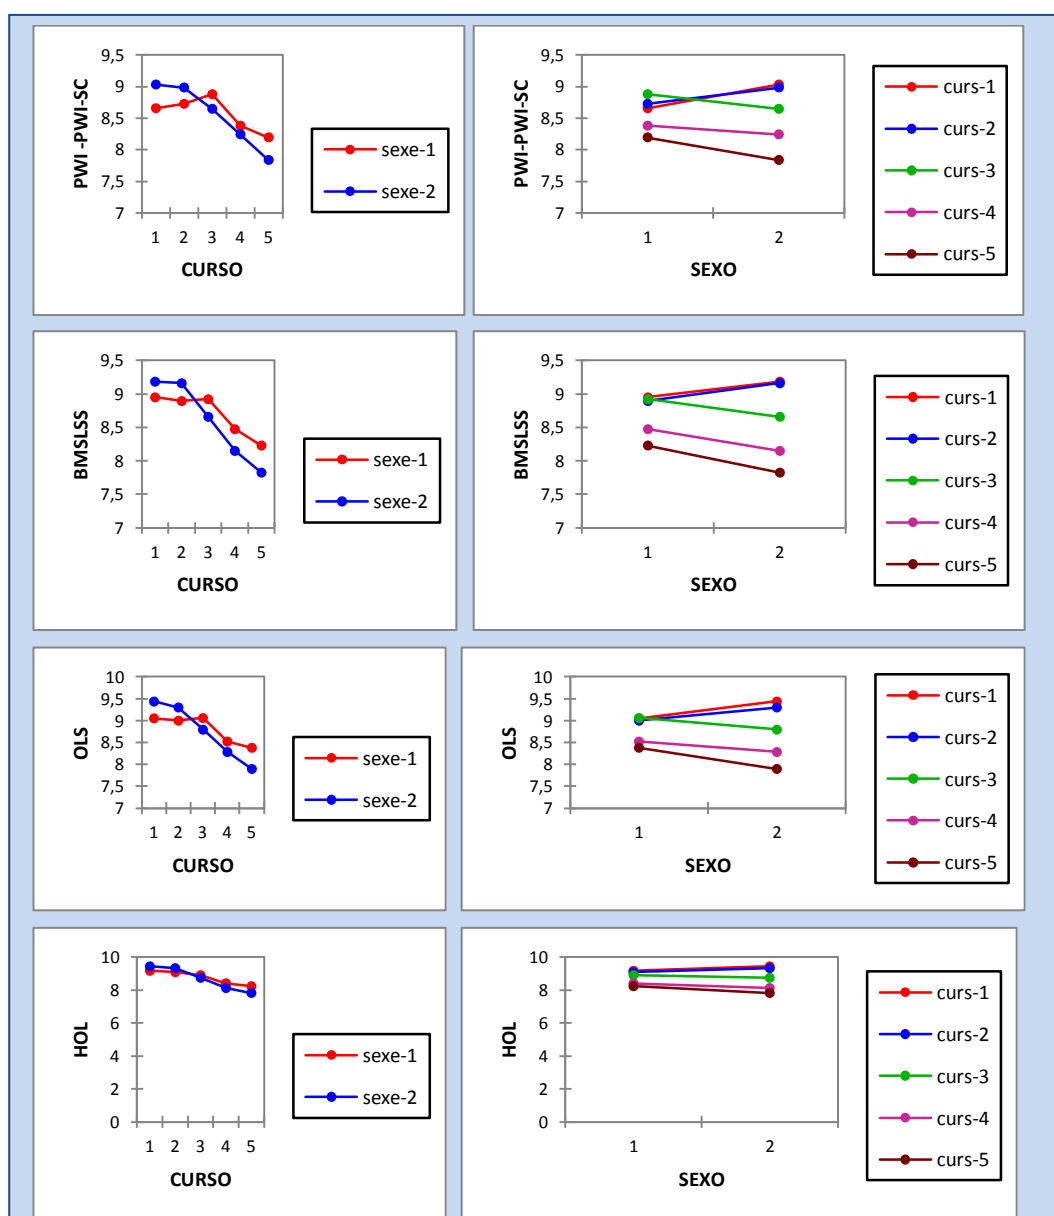 9,5
9
8,5
8
7,5
7
PWI -PWI-SC
1 2 3 4 5
CURSO
sexe-1
sexe-2
9,5
9
8,5
8
7,5
7
PWI-PWI-SC
1 2
SEXO
curs-1
curs-2
curs-3
curs-4
curs-5
9,5
9
8,5
8
7,5
7
BMSLSS
1 2 3 4 5
CURSO
sexe-1
sexe-2
9,5
9
8,5
8
7,5
7
BMSLSS
1 2
SEXO
curs-1
curs-2
curs-3
curs-4
curs-5
10
9,5
9
8,5
8
7,5
7
OLS
1 2 3 4 5
CURSO
sexe-1
sexe-2
10
9,5
9
8,5
8
7,5
7
OLS
1 2
SEXO
curs-1
curs-2
curs-3
curs-4
curs-5
10
8
6
4
2
0
HOL
1 2 3 4 5
CURSO
sexe-1
sexe-2
10
8
6
4
2
0
HOL
1 2
SEXO
curs-1
curs-2
curs-3
curs-4
curs-5